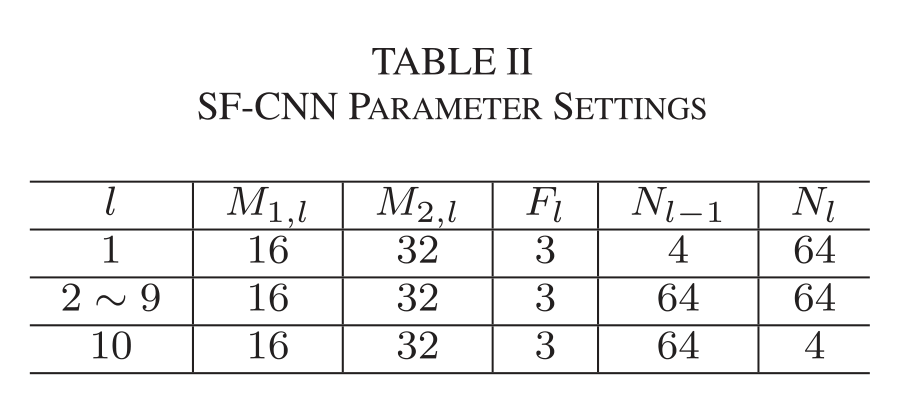 TABLE II
SF-CNN PARAMETER SETTINGS
l M_{1,l} M_{2,l} F_l N_{l-1} N_l
1 16 32 3 4 64
2 ∼ 9 16 32 3 64 64
10 16 32 3 64 4